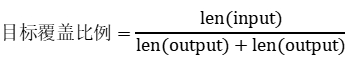 目标覆盖比例 = len(input) / len(output) + len(output)